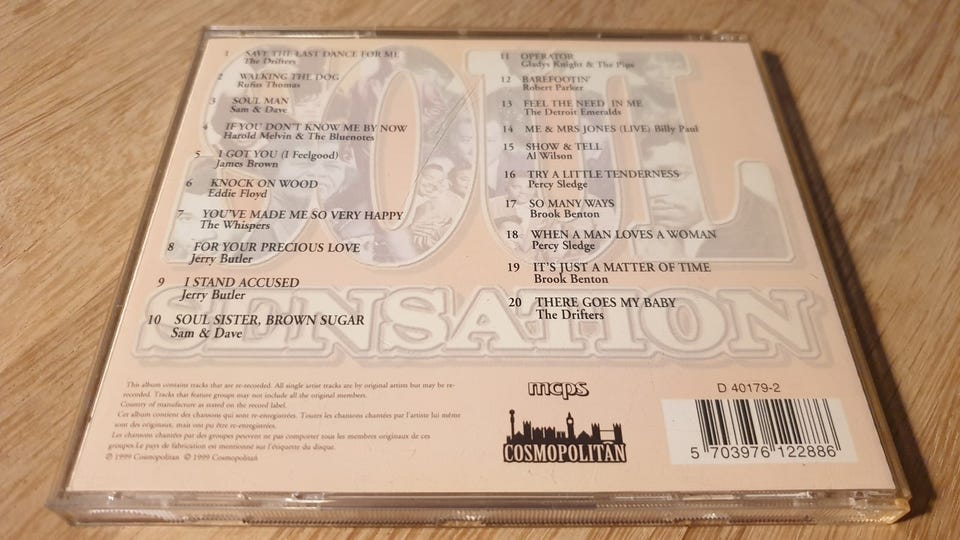 SOUL
SENSATION
1 SAVE THE LAST DANCE FOR ME
The Drifters
2 WALKING THE DOG
Rufus Thomas
3 SOUL MAN
Sam & Dave
4 IF YOU DON'T KNOW ME BY NOW
Harold Melvin & The Bluenotes
5 I GOT YOU (I Feelgood)
James Brown
6 KNOCK ON WOOD
Eddie Floyd
7 YOU'VE MADE ME SO VERY HAPPY
The Whispers
8 FOR YOUR PRECIOUS LOVE
Jerry Butler
9 I STAND ACCUSED
Jerry Butler
10 SOUL SISTER, BROWN SUGAR
Sam & Dave
11 OPERATOR
Gladys Knight & The Pips
12 BAREFOOTIN'
Robert Parker
13 FEEL THE NEED IN ME
The Detroit Emeralds
14 ME & MRS JONES (LIVE) Billy Paul
15 SHOW & TELL
Al Wilson
16 TRY A LITTLE TENDERNESS
Percy Sledge
17 SO MANY WAYS
Brook Benton
18 WHEN A MAN LOVES A WOMAN
Percy Sledge
19 IT'S JUST A MATTER OF TIME
Brook Benton
20 THERE GOES MY BABY
The Drifters
This album contains tracks that are re-recorded. All single artist tracks are by original artists but may be re-
recorded. Tracks that feature groups may not include all the original members.
Country of manufacture as stated on the record label.
Cet album contient des chansons qui sont re-enregistrées. Toutes les chansons chantées par l'artiste lui même
sont des originaux, mais ont pu être re-enregistrés.
Les chansons chantées par des groupes peuvent ne pas comporter tous les membres originaux de ces
groupes.Le pays de fabrication est mentionné sur l'étiquette du disque.
℗ 1999 Cosmopolitan © 1999 Cosmopolitan
mcps
COSMOPOLITAN
D 40179-2
5 703976 122886